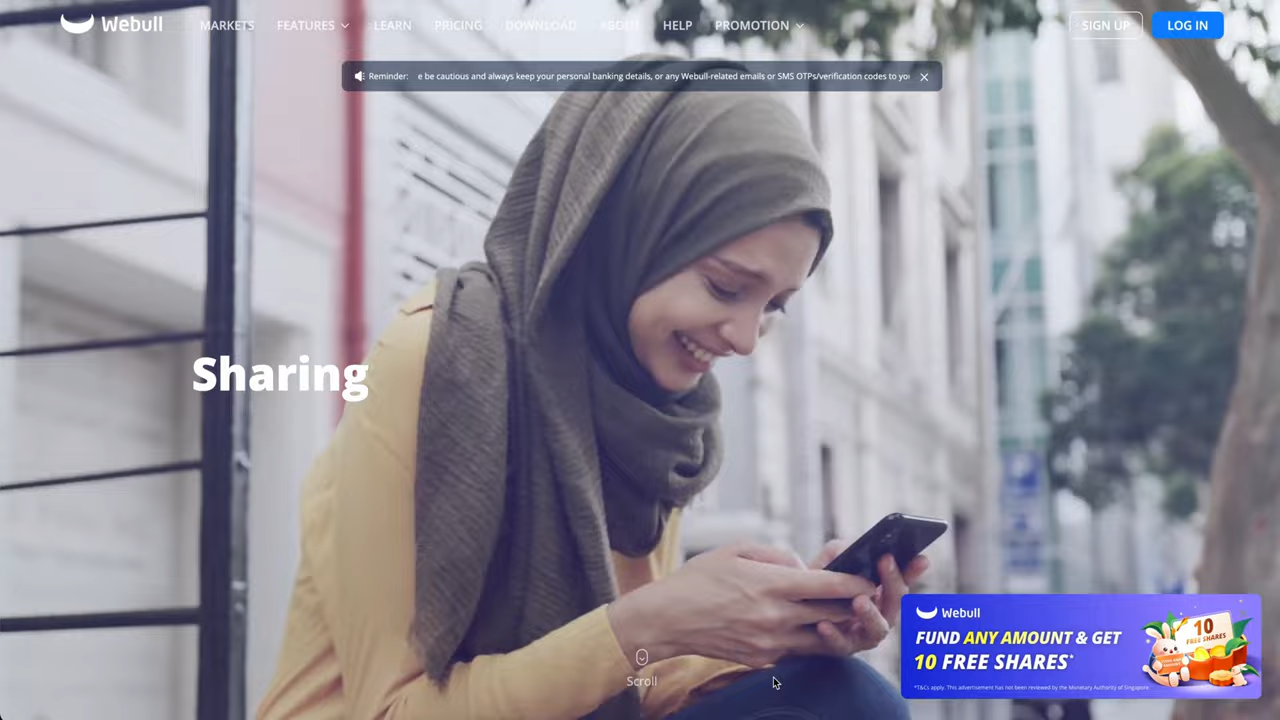 Webull
MARKETS FEATURES LEARN PRICING DOWNLOAD ABOUT HELP PROMOTION SIGN UP LOG IN
Reminder: e be cautious and always keep your personal banking details, or any Webull-related emails or SMS OTPs/verification codes to you
Sharing
Webull
FUND ANY AMOUNT & GET
10 FREE SHARES*
10
FREE SHARES
*T&Cs apply. This advertisement has not been reviewed by the Monetary Authority of Singapore
Scroll